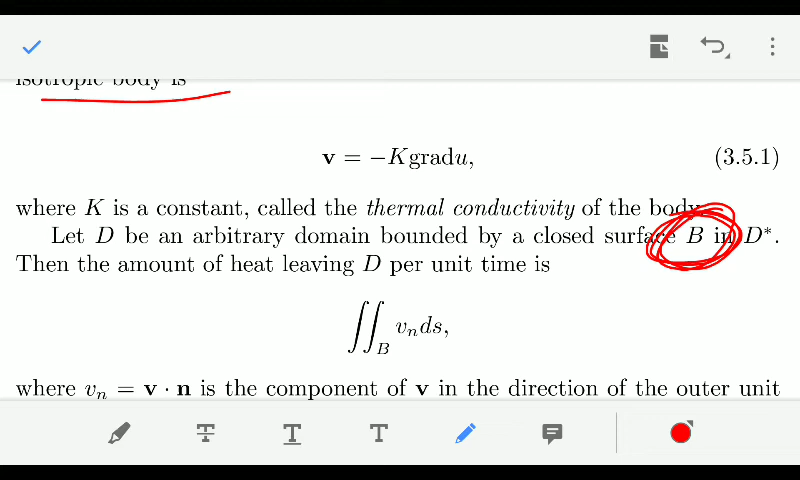 isotropic body is
v = −Kgradu, (3.5.1)
where K is a constant, called the thermal conductivity of the body.
Let D be an arbitrary domain bounded by a closed surface B in D*.
Then the amount of heat leaving D per unit time is
∬_B v_n ds,
where v_n = v · n is the component of v in the direction of the outer unit
T T T